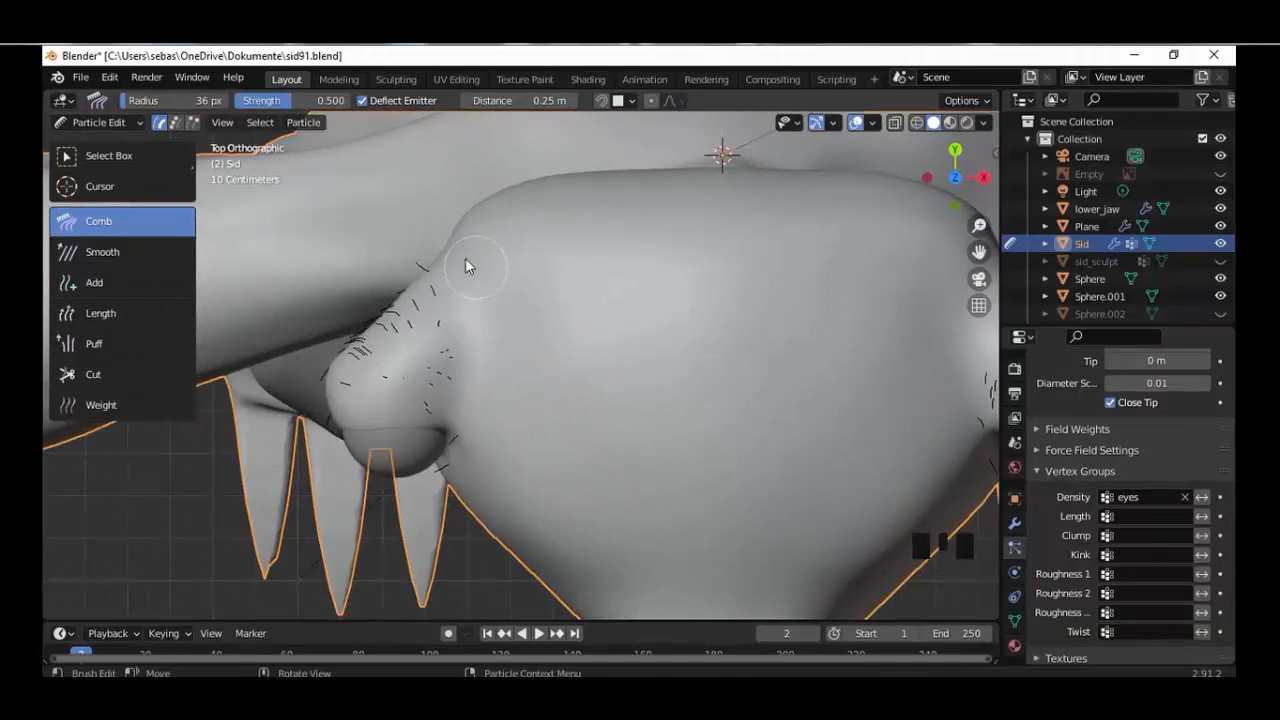 Blender* [C:\Users\sebas\OneDrive\Dokumente\sid91.blend]
File Edit Render Window Help Layout Modeling Sculpting UV Editing Texture Paint Shading Animation Rendering Compositing Scripting + Scene View Layer
Radius 36 px Strength 0.500 Deflect Emitter Distance 0.25 m Options
Particle Edit View Select Particle
Select Box
Cursor
Comb
Smooth
Add
Length
Puff
Cut
Weight
Top Orthographic
(2) Sid
10 Centimeters
Y
X
Z
Scene Collection
Collection
Camera
Empty
Light
lower_jaw
Plane
Sid
sid_sculpt
Sphere
Sphere.001
Sphere.002
Tip 0 m
Diameter Sc... 0.01
Close Tip
Field Weights
Force Field Settings
Vertex Groups
Density eyes
Length
Clump
Kink
Roughness 1
Roughness 2
Roughness ...
Twist
Textures
Playback Keying View Marker 2 Start 1 End 250
Brush Edit Move Rotate View Particle Context Menu 2.91.2